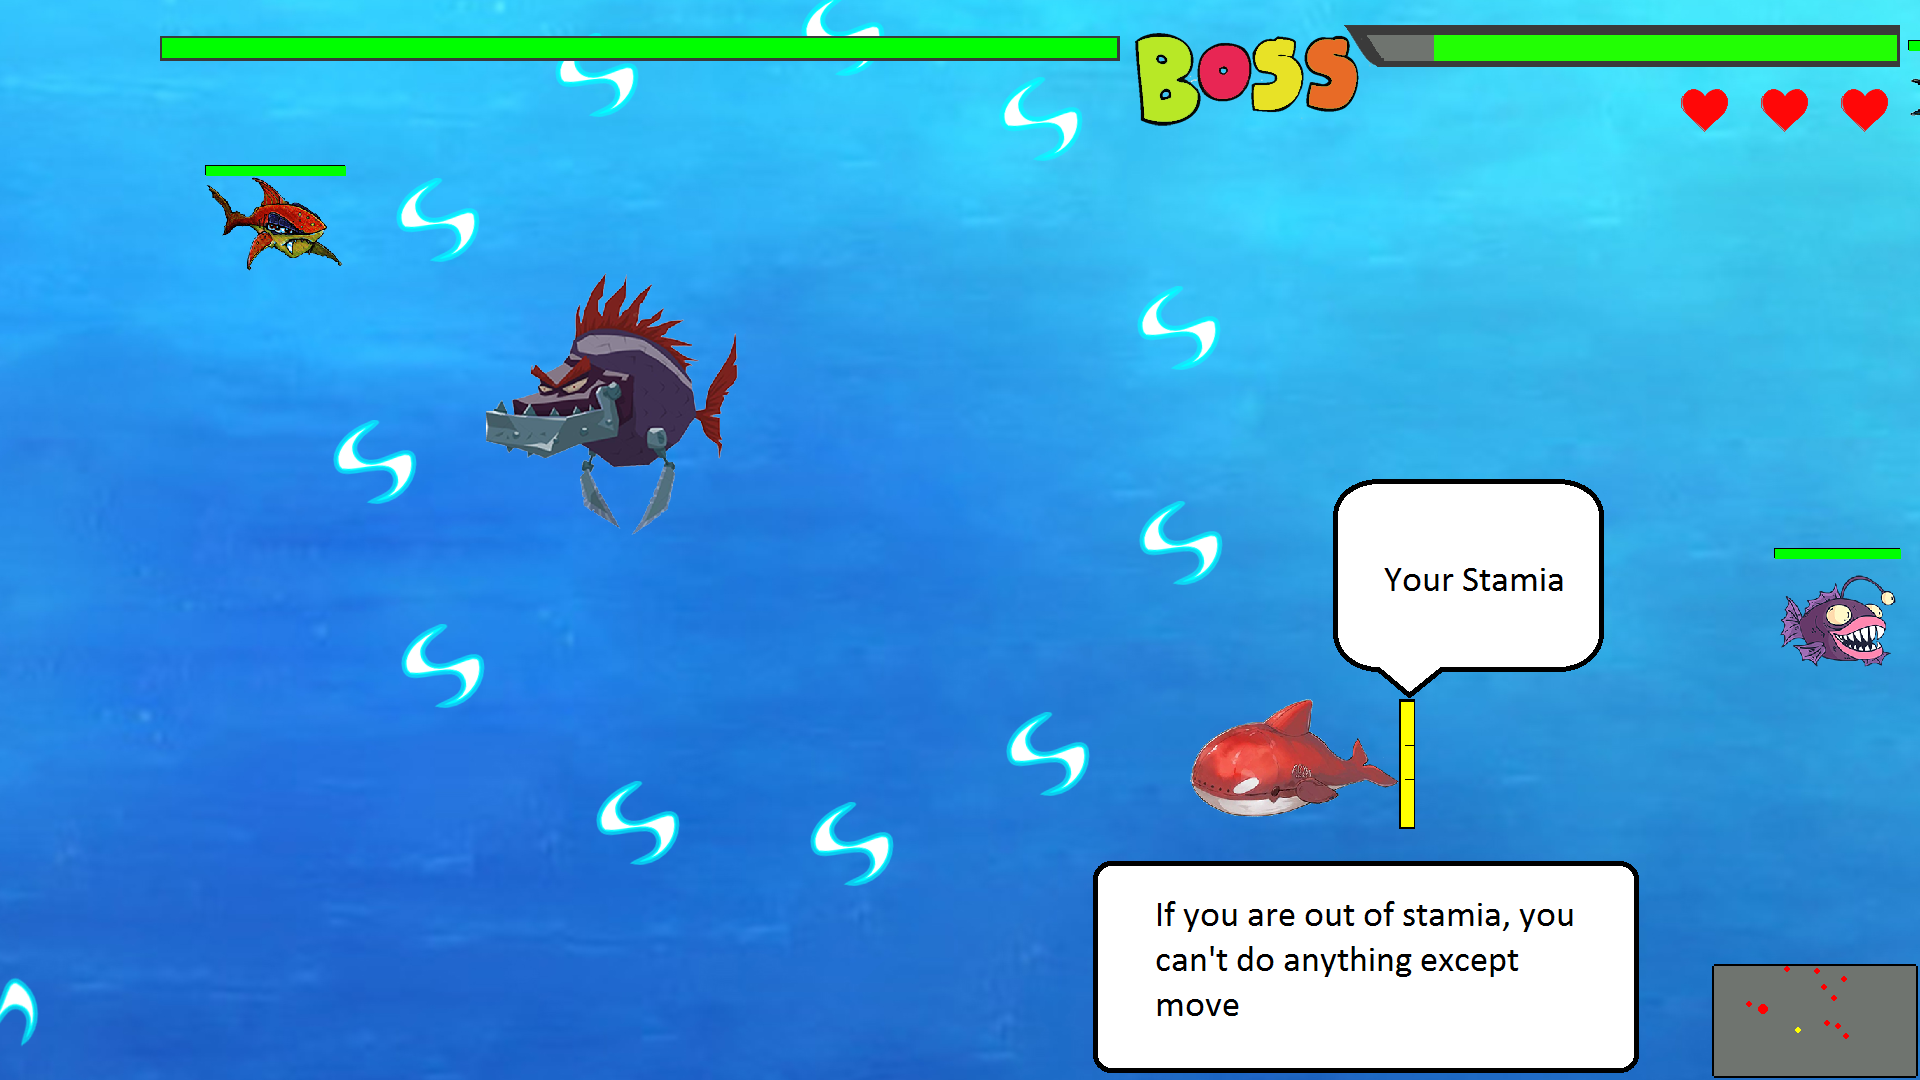 BOSS
Your Stamia
If you are out of stamia, you
can't do anything except
move